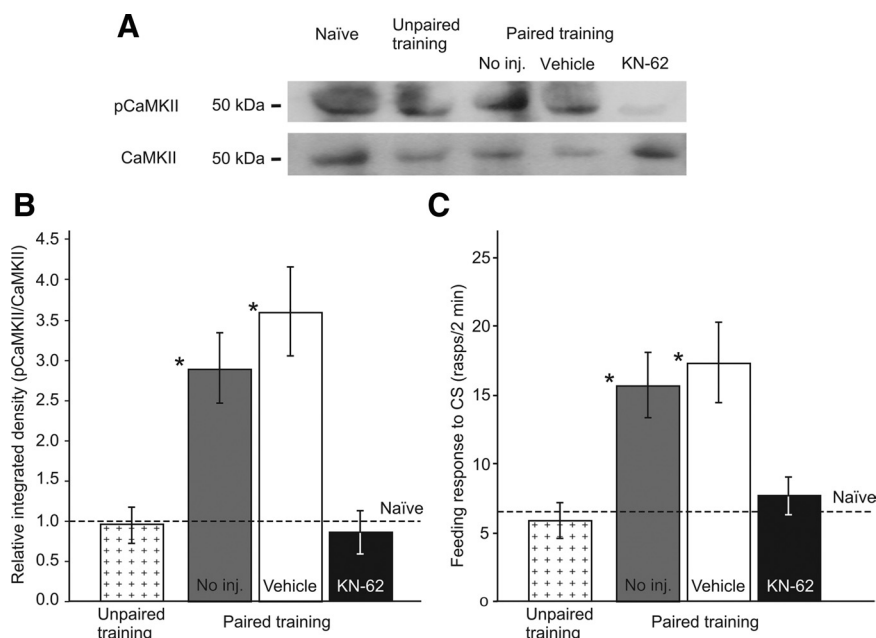 A
Naïve
Unpaired
training
Paired training
No inj.
Vehicle
KN-62
pCaMKII
50 kDa
CaMKII
50 kDa
B
Relative integrated density (pCaMKII/CaMKII)
4.5
4.0
3.5
3.0
2.5
2.0
1.5
1.0
0.5
0.0
*
*
Naïve
No inj.
Vehicle
KN-62
Unpaired
training
Paired training
C
Feeding response to CS (rasps/2 min)
25
20
15
10
5
0
*
*
Naïve
No inj.
Vehicle
KN-62
Unpaired
training
Paired training